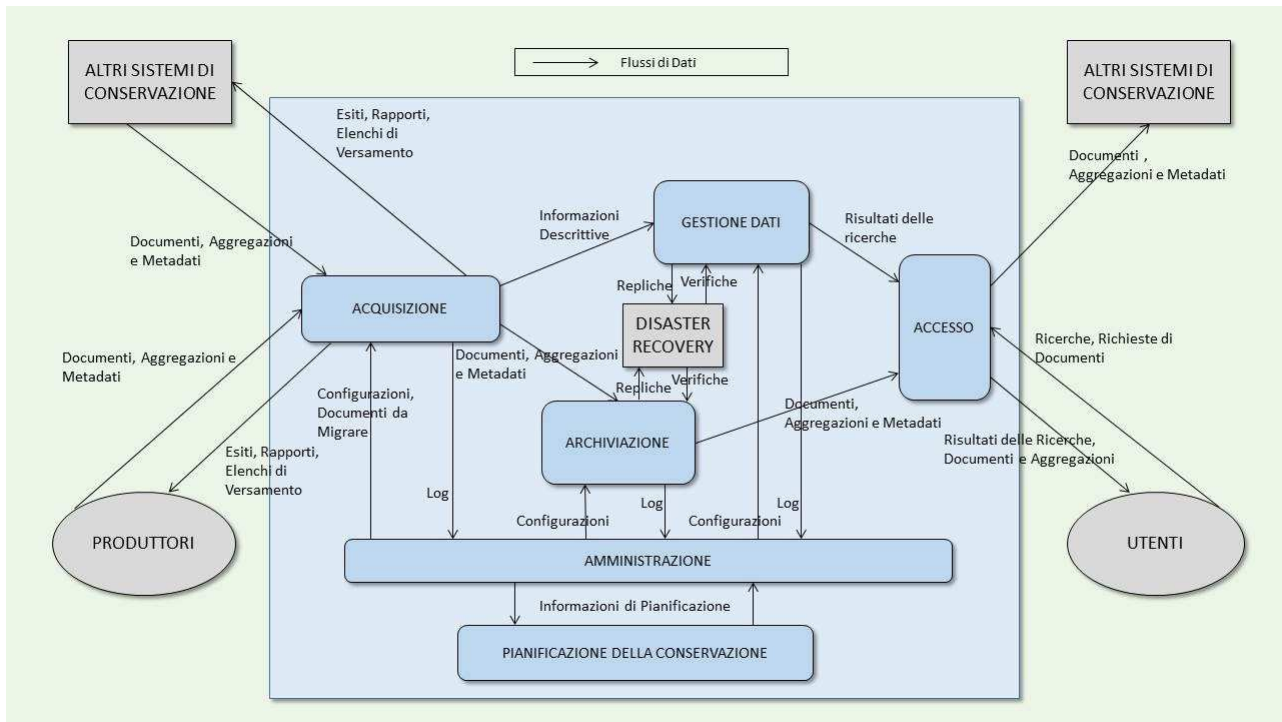 ALTRI SISTEMI DI
CONSERVAZIONE
Flussi di Dati
ALTRI SISTEMI DI
CONSERVAZIONE
Esiti, Rapporti,
Elenchi di
Versamento
Documenti ,
Aggregazioni e Metadati
Informazioni
Descrittive
GESTIONE DATI
Risultati delle
ricerche
Documenti, Aggregazioni
e Metadati
Repliche
Verifiche
ACQUISIZIONE
DISASTER
RECOVERY
ACCESSO
Ricerche, Richieste di
Documenti
Documenti, Aggregazioni e
Metadati
Documenti, Aggregazioni
e Metadati
Repliche
Verifiche
Configurazioni,
Documenti da
Migrare
Documenti,
Aggregazioni e Metadati
ARCHIVIAZIONE
Risultati delle Ricerche,
Documenti e Aggregazioni
Esiti, Rapporti,
Elenchi di
Versamento
Log
Log
Log
Configurazioni
Configurazioni
PRODUTTORI
UTENTI
AMMINISTRAZIONE
Informazioni di Pianificazione
PIANIFICAZIONE DELLA CONSERVAZIONE